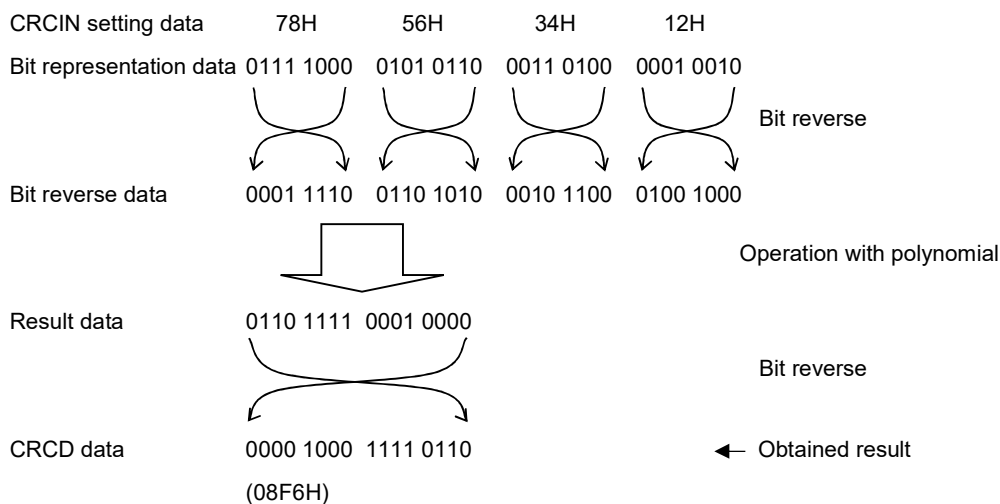 CRCIN setting data 78H 56H 34H 12H
Bit representation data 0111 1000 0101 0110 0011 0100 0001 0010
Bit reverse
Bit reverse data 0001 1110 0110 1010 0010 1100 0100 1000
Operation with polynomial
Result data 0110 1111 0001 0000
Bit reverse
CRCD data 0000 1000 1111 0110 Obtained result
(08F6H)